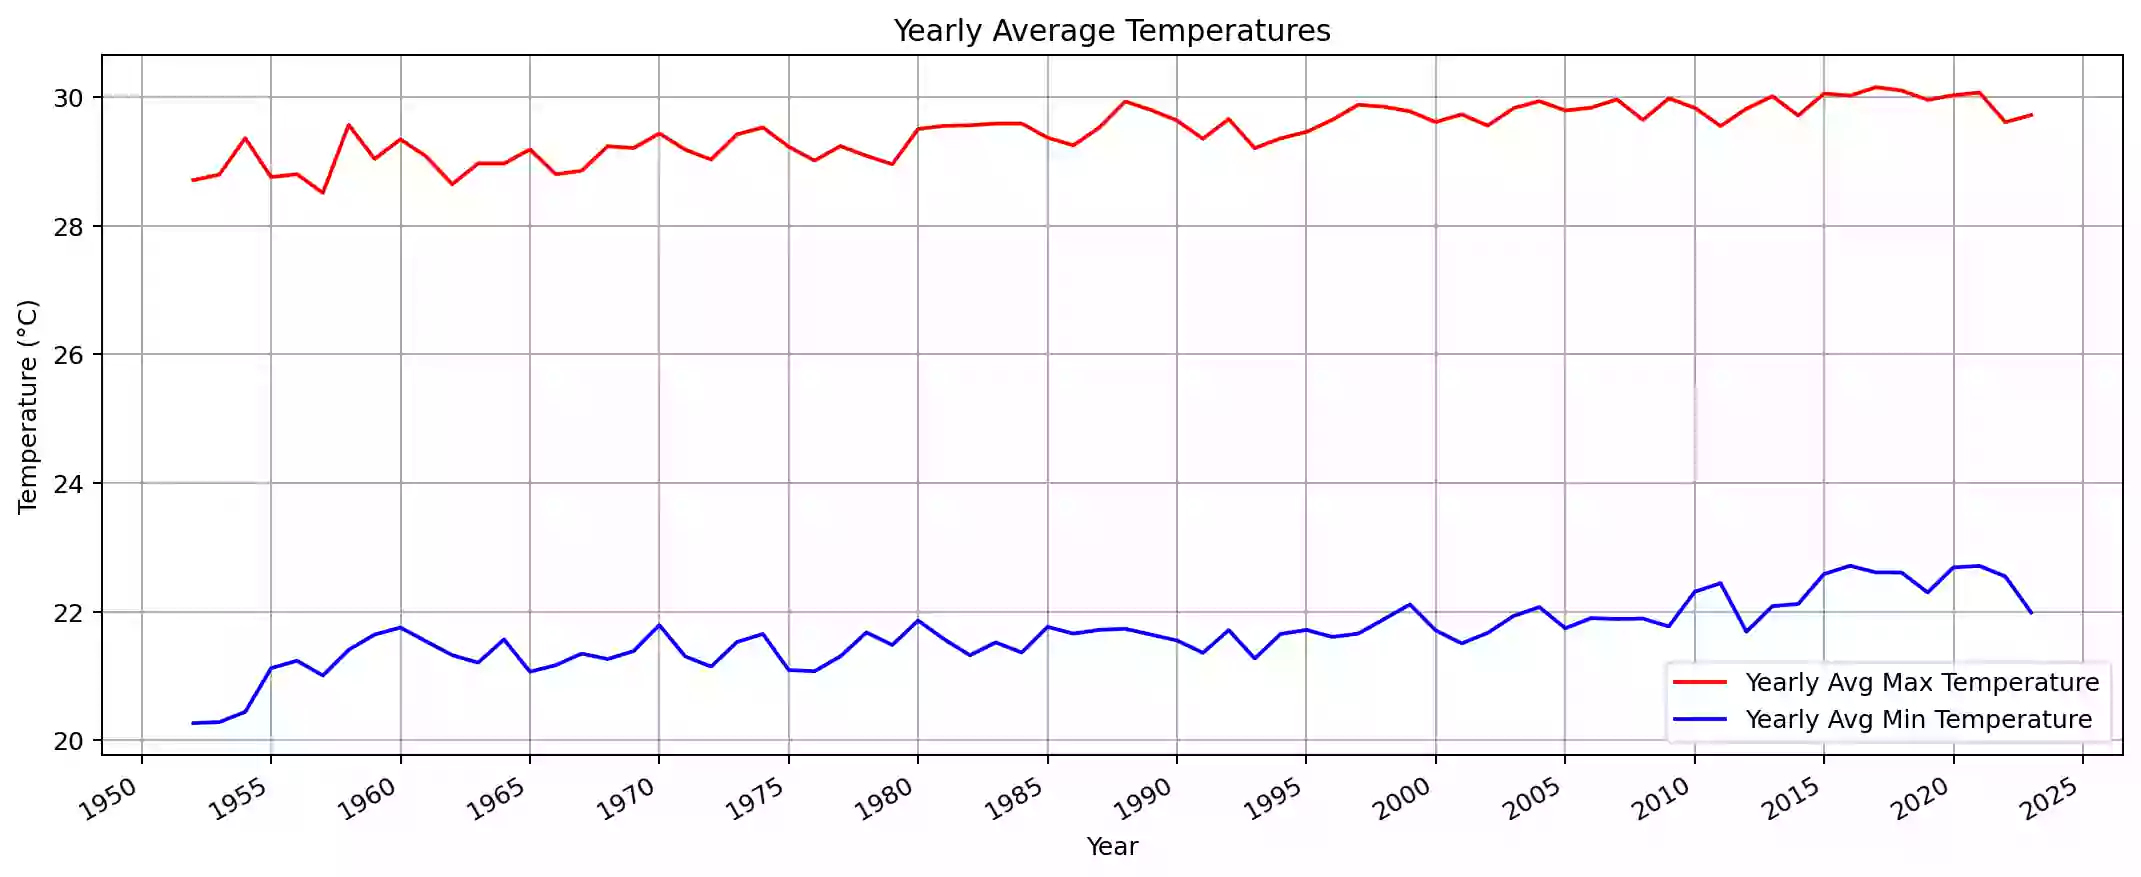 Yearly Average Temperatures
30
28
26
24
22
20
Temperature (°C)
Yearly Avg Max Temperature
Yearly Avg Min Temperature
1950 1955 1960 1965 1970 1975 1980 1985 1990 1995 2000 2005 2010 2015 2020 2025
Year